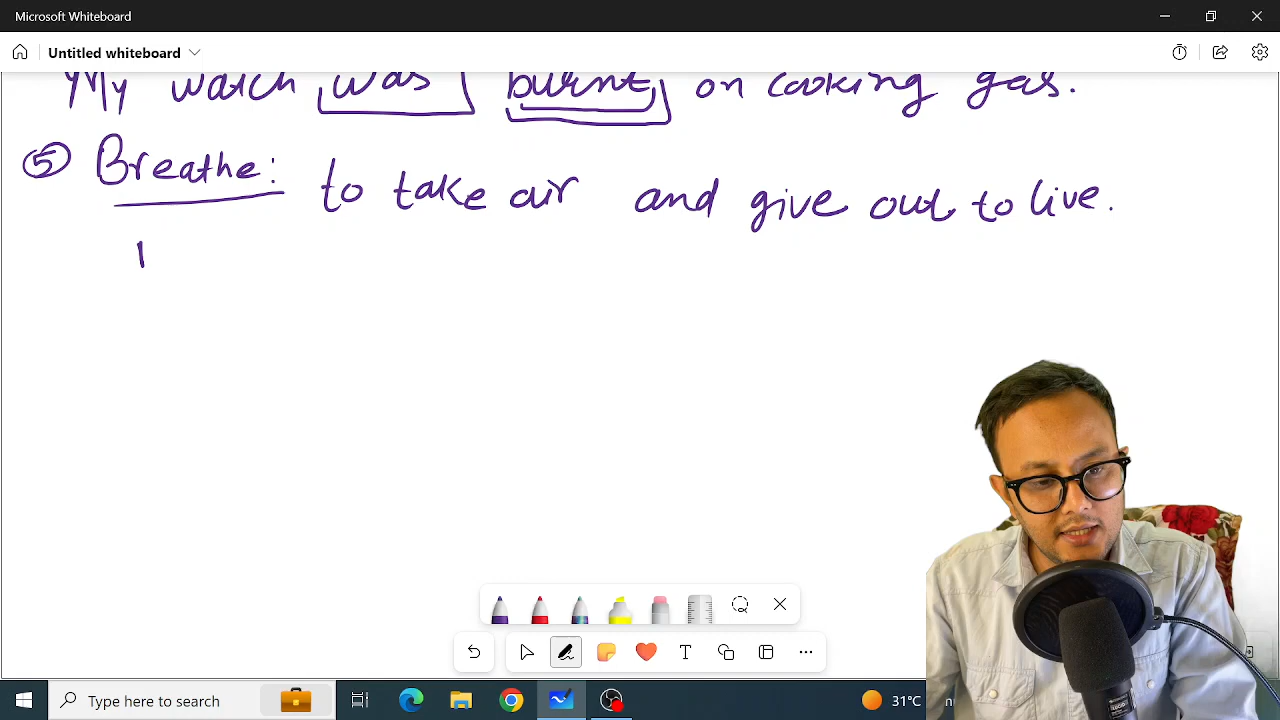 Microsoft Whiteboard
Untitled whiteboard
My watch was burnt on cooking gas.
⑤ Breathe: to take air and give out to live.
Type here to search
31°C